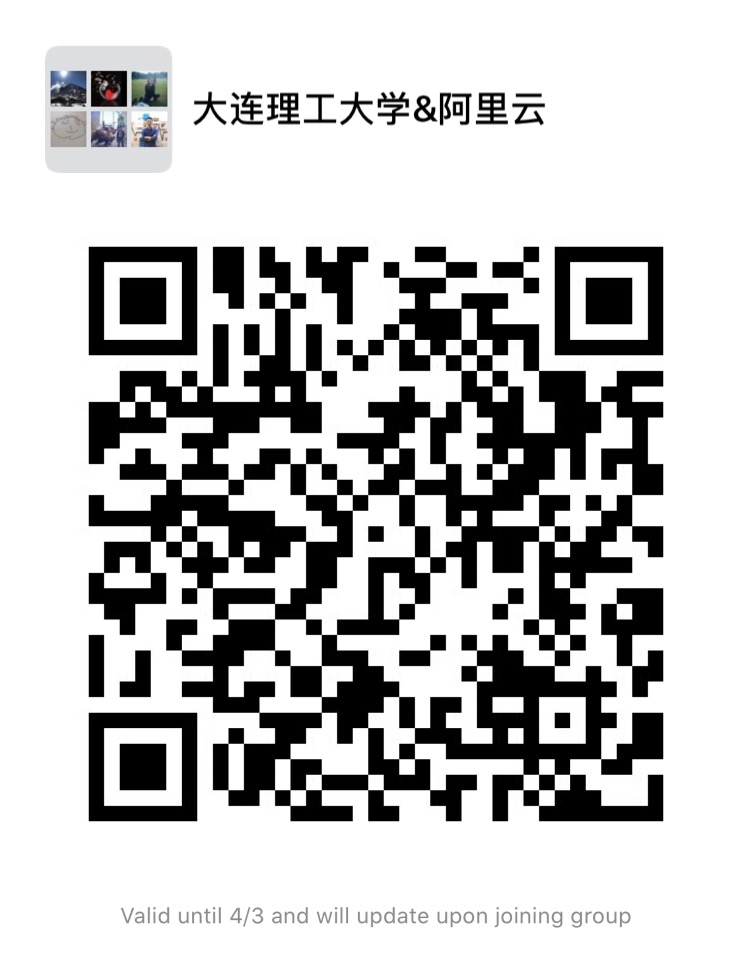 大连理工大学&阿里云
Valid until 4/3 and will update upon joining group